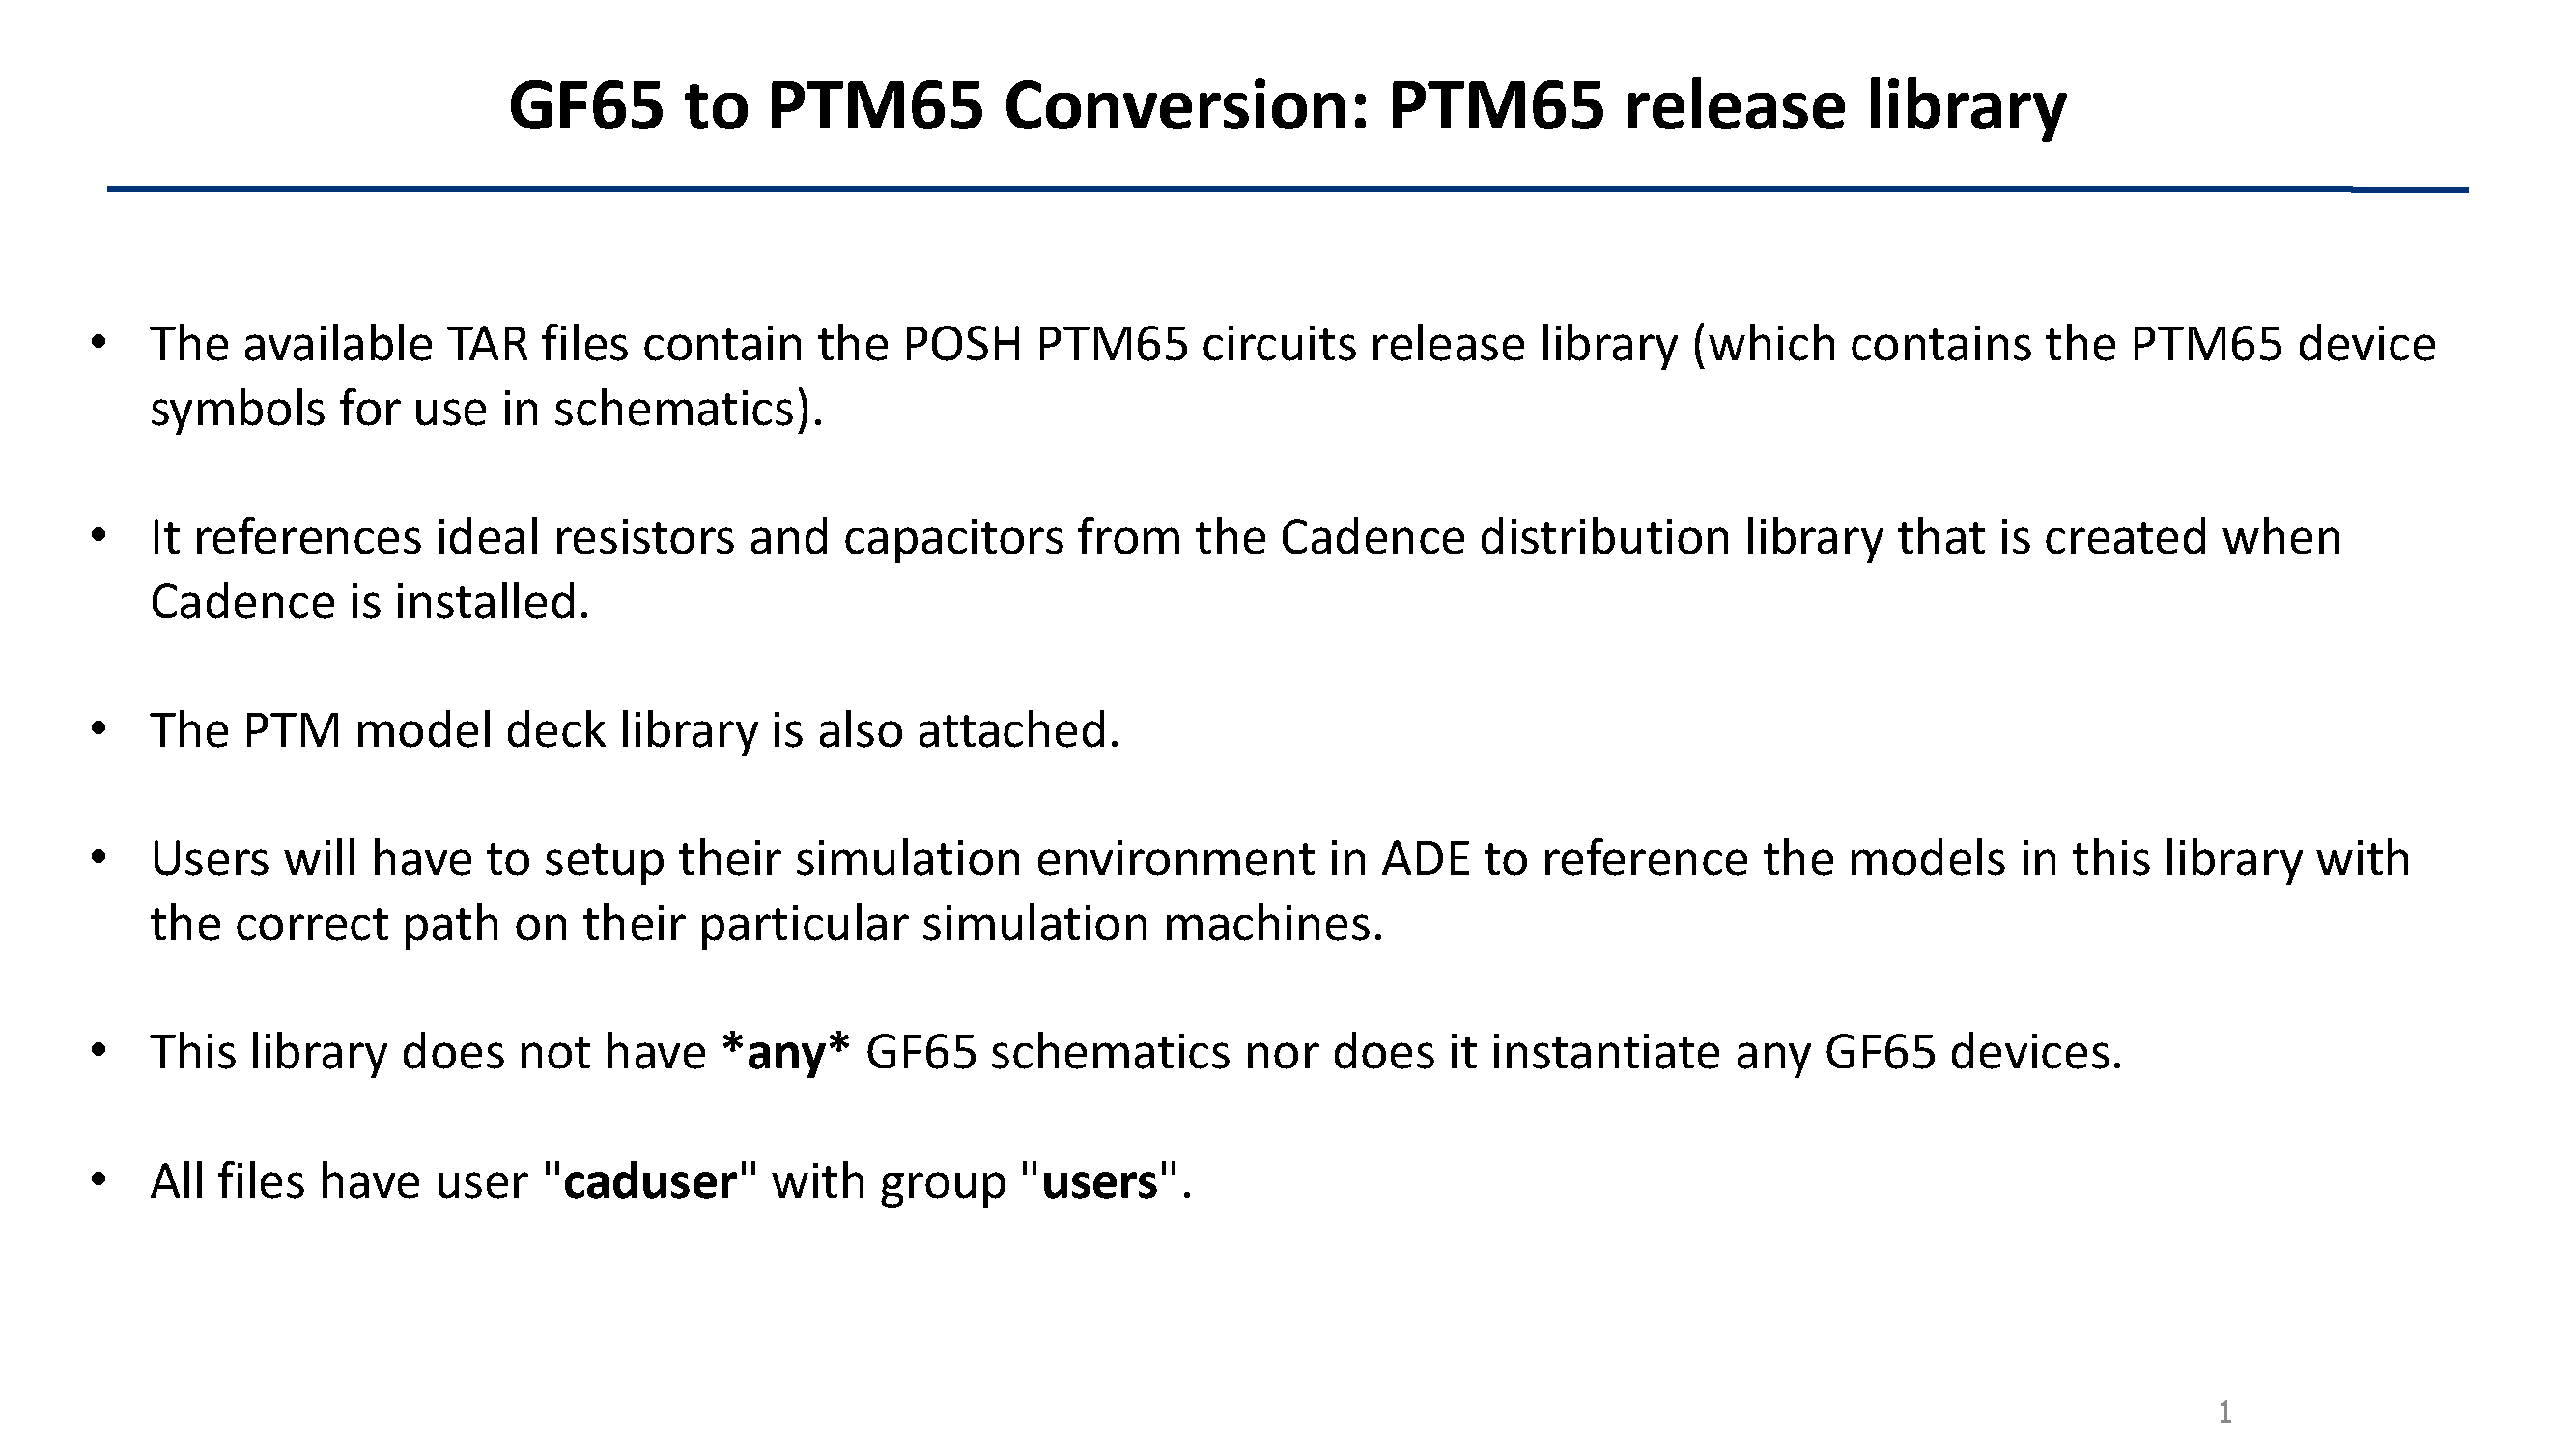 GF65 to PTM65 Conversion: PTM65 release library
• The available TAR files contain the POSH PTM65 circuits release library (which contains the PTM65 device
symbols for use in schematics).
• It references ideal resistors and capacitors from the Cadence distribution library that is created when
Cadence is installed.
• The PTM model deck library is also attached.
• Users will have to setup their simulation environment in ADE to reference the models in this library with
the correct path on their particular simulation machines.
• This library does not have *any* GF65 schematics nor does it instantiate any GF65 devices.
• All files have user "caduser" with group "users".
1